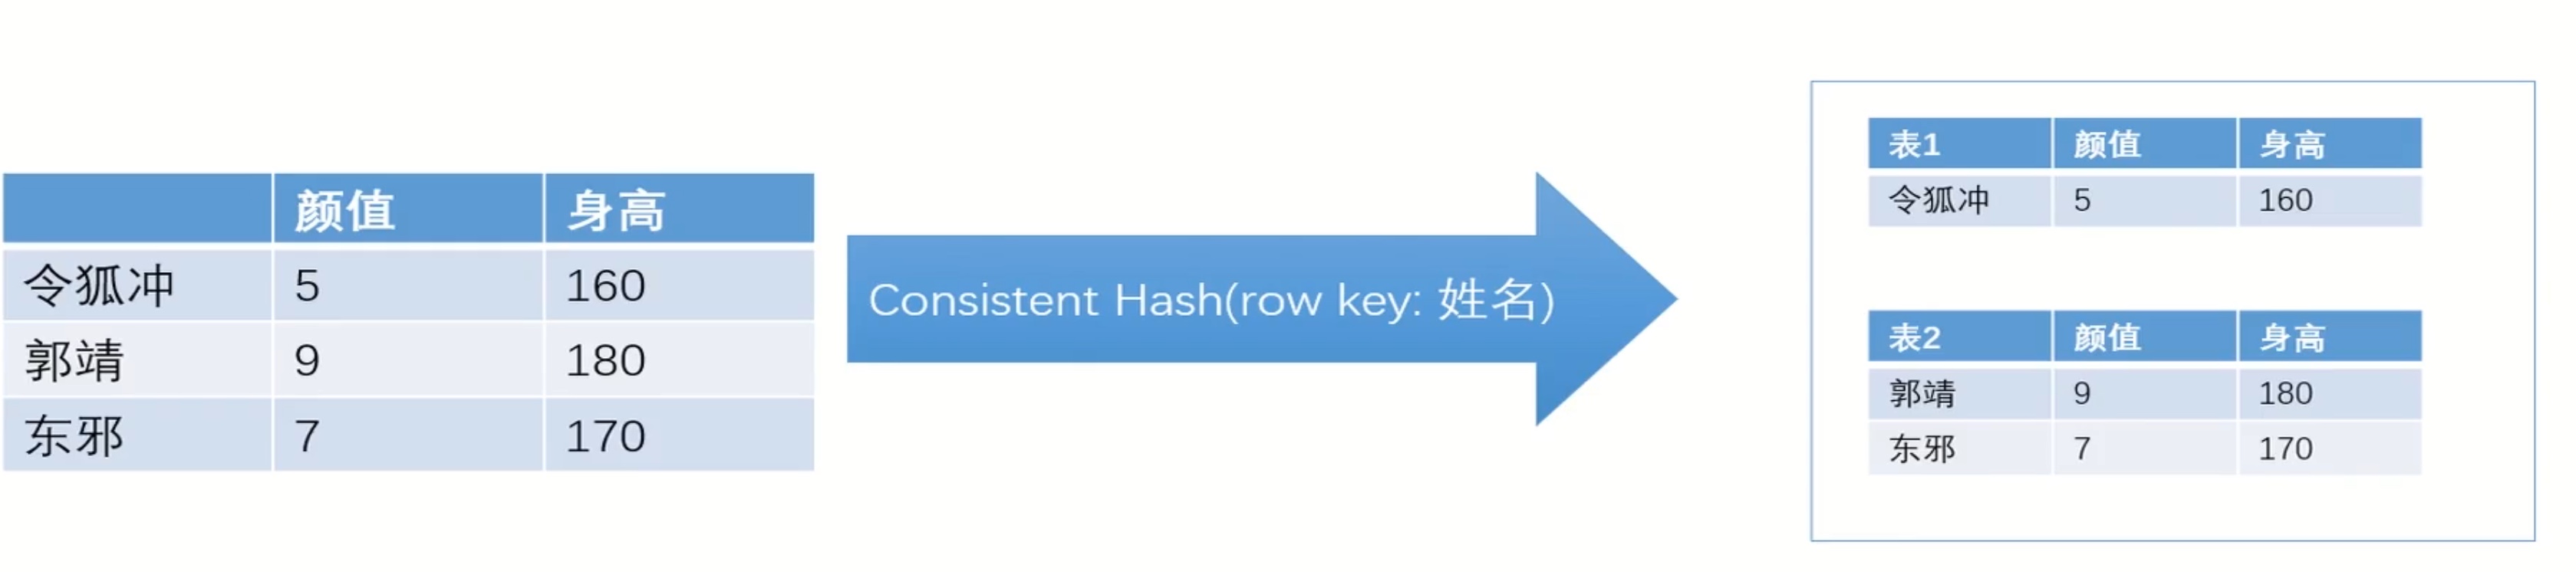 颜值 身高
令狐冲 5 160
郭靖 9 180
东邪 7 170
Consistent Hash(row key: 姓名)
表1 颜值 身高
令狐冲 5 160
表2 颜值 身高
郭靖 9 180
东邪 7 170